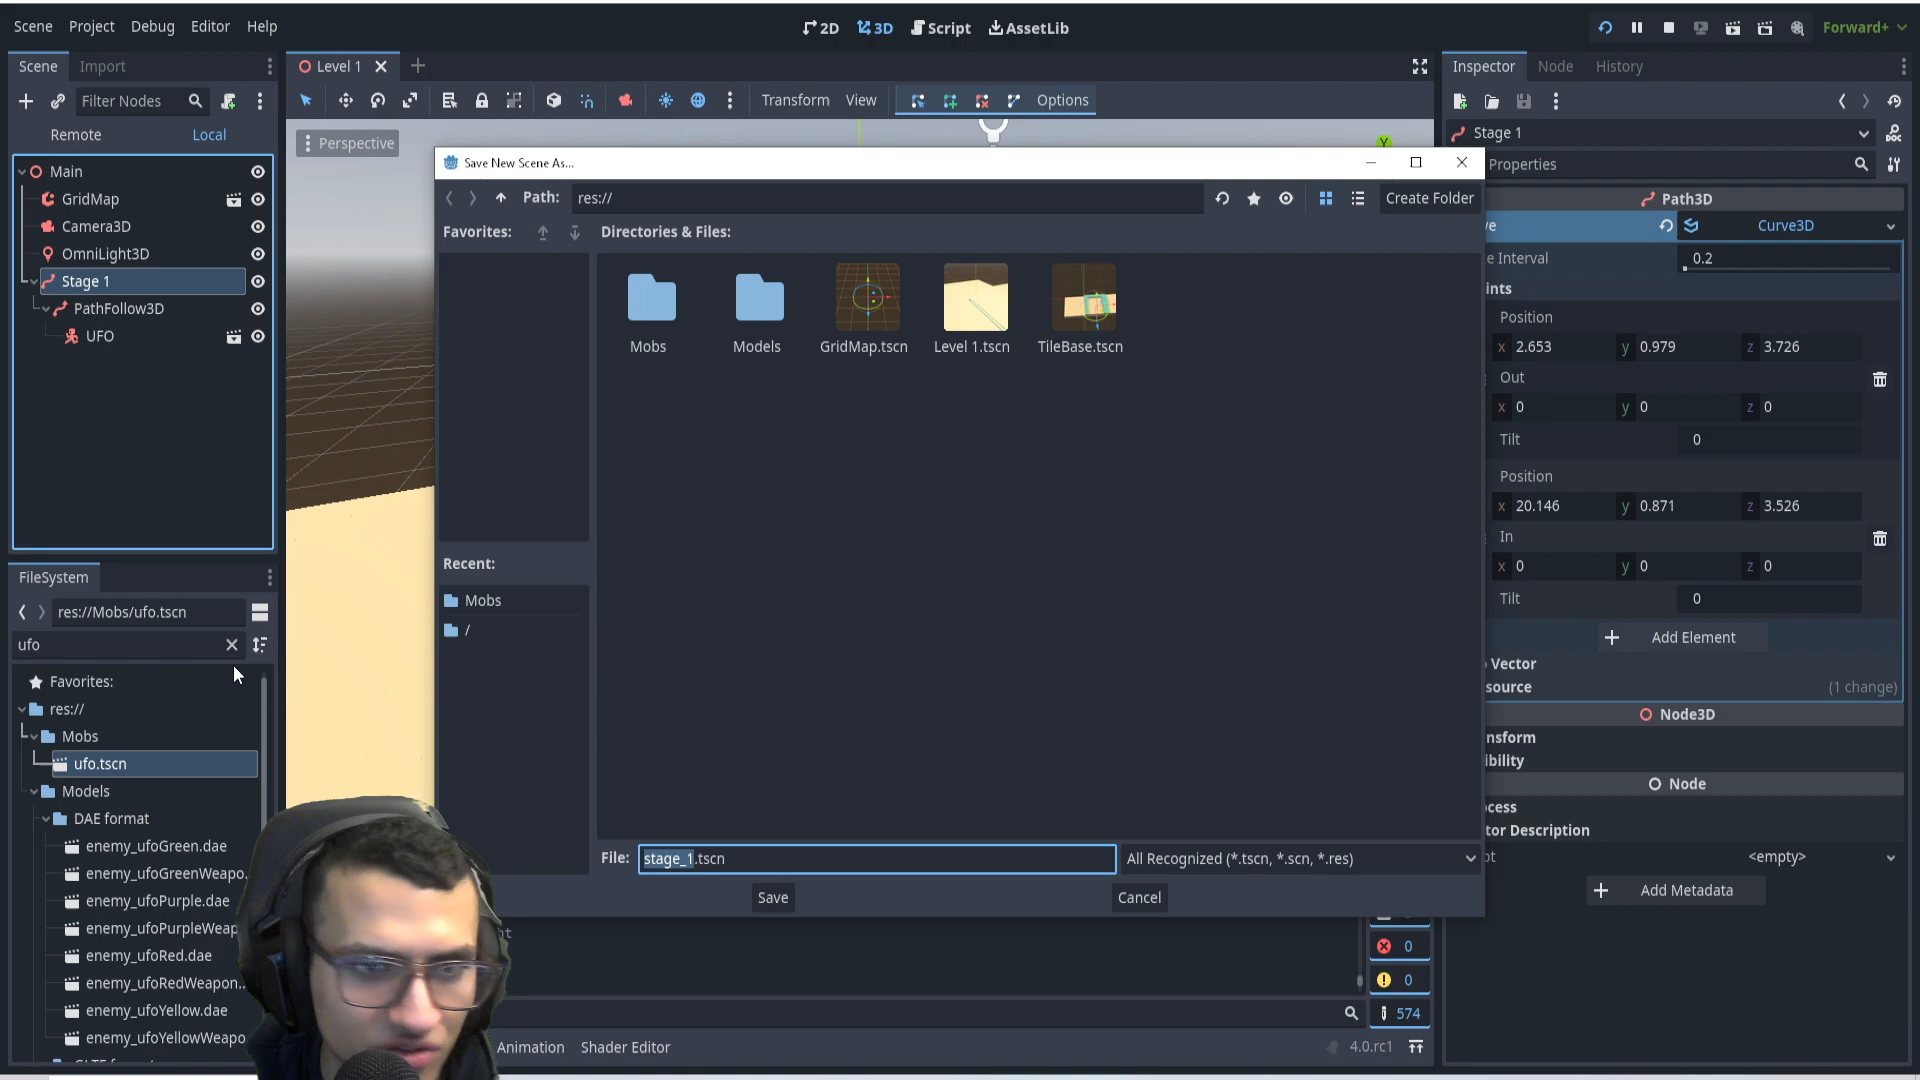 Scene Project Debug Editor Help
2D 3D Script AssetLib
Forward+
Scene Import
Level 1
Inspector Node History
Filter Nodes
Transform View Options
Remote Local
Perspective
Stage 1
Properties
Main
GridMap
Camera3D
OmniLight3D
Stage 1
PathFollow3D
UFO
Save New Scene As...
Path: res:// Create Folder
Favorites: Directories & Files:
Mobs
Models
GridMap.tscn
Level 1.tscn
TileBase.tscn
Recent:
Mobs
/
File: stage_1.tscn All Recognized (*.tscn, *.scn, *.res)
Save Cancel
Path3D
ve Curve3D
e Interval 0.2
ints
Position
x 2.653 y 0.979 z 3.726
Out
x 0 y 0 z 0
Tilt 0
Position
x 20.146 y 0.871 z 3.526
In
x 0 y 0 z 0
Tilt 0
Add Element
Vector
source (1 change)
Node3D
nsform
ibility
Node
cess
tor Description
pt <empty>
Add Metadata
FileSystem
res://Mobs/ufo.tscn
ufo
Favorites:
res://
Mobs
ufo.tscn
Models
DAE format
enemy_ufoGreen.dae
enemy_ufoGreenWeapo.
enemy_ufoPurple.dae
enemy_ufoPurpleWeap
enemy_ufoRed.dae
enemy_ufoRedWeapon..
enemy_ufoYellow.dae
enemy_ufoYellowWeapo
0
0
574
Animation Shader Editor
4.0.rc1
Y